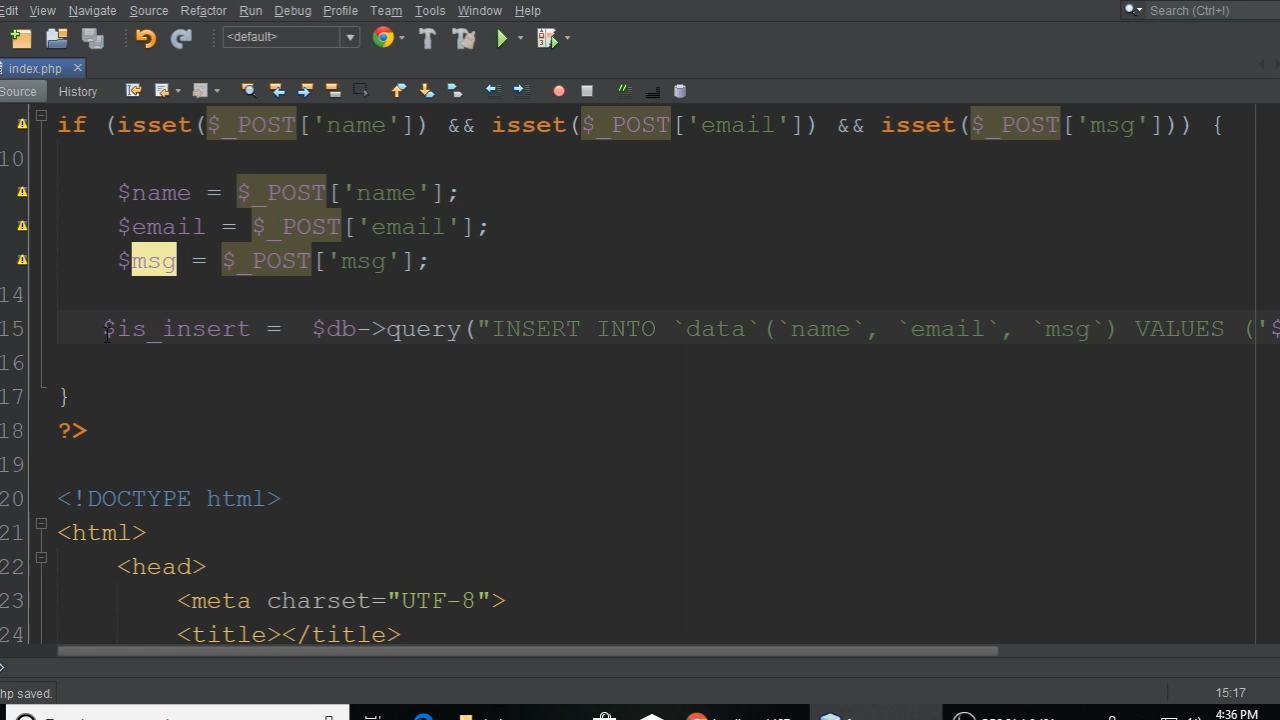 Edit View Navigate Source Refactor Run Debug Profile Team Tools Window Help Search (Ctrl+I)
<default>
index.php
Source History
if (isset($_POST['name']) && isset($_POST['email']) && isset($_POST['msg'])) {
10
$name = $_POST['name'];
$email = $_POST['email'];
$msg = $_POST['msg'];
14
15 $is_insert = $db->query("INSERT INTO `data`(`name`, `email`, `msg`) VALUES ('$
16
17 }
18 ?>
19
20 <!DOCTYPE html>
21 <html>
22 <head>
23 <meta charset="UTF-8">
24 <title></title>
hp saved. 15:17
4:36 PM